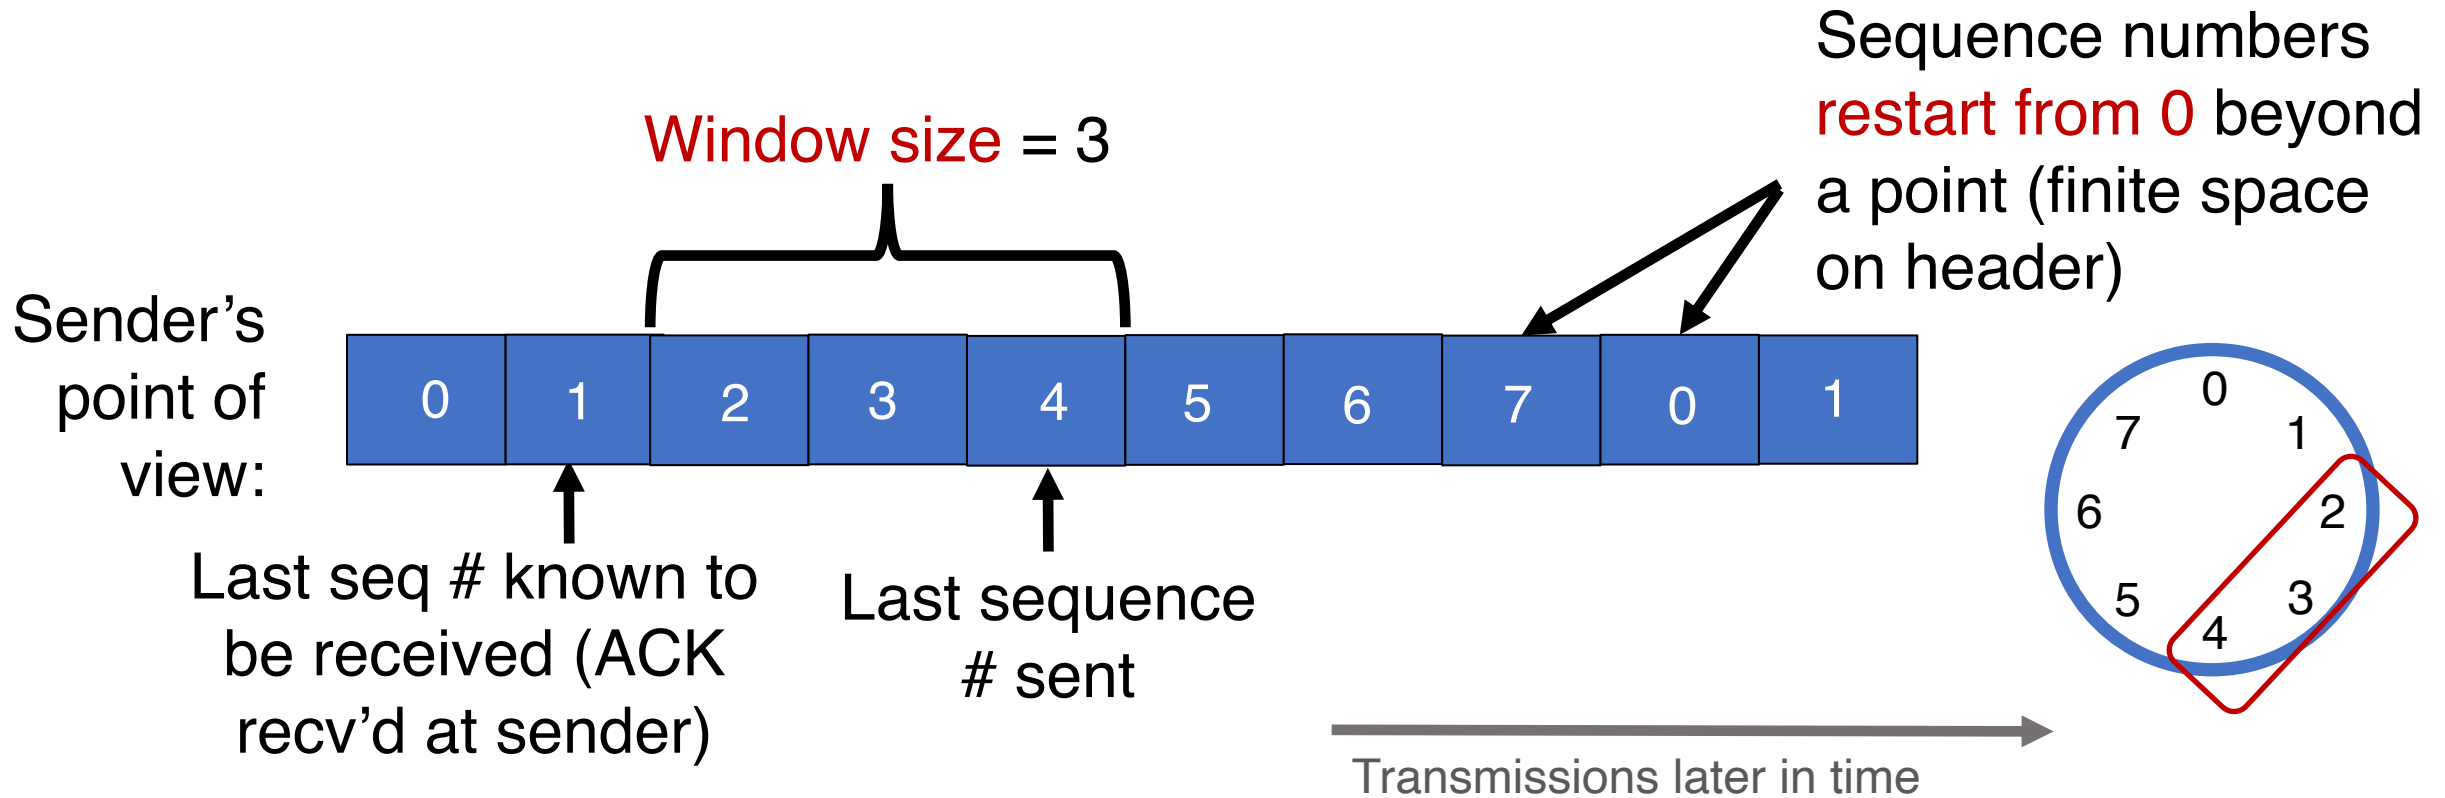 Sequence numbers
restart from 0 beyond
a point (finite space
on header)
Window size = 3
Sender’s
point of
view:
0 1 2 3 4 5 6 7 0 1
Last seq # known to
be received (ACK
recv’d at sender)
Last sequence
# sent
0
7 1
6 2
5 3
4
Transmissions later in time